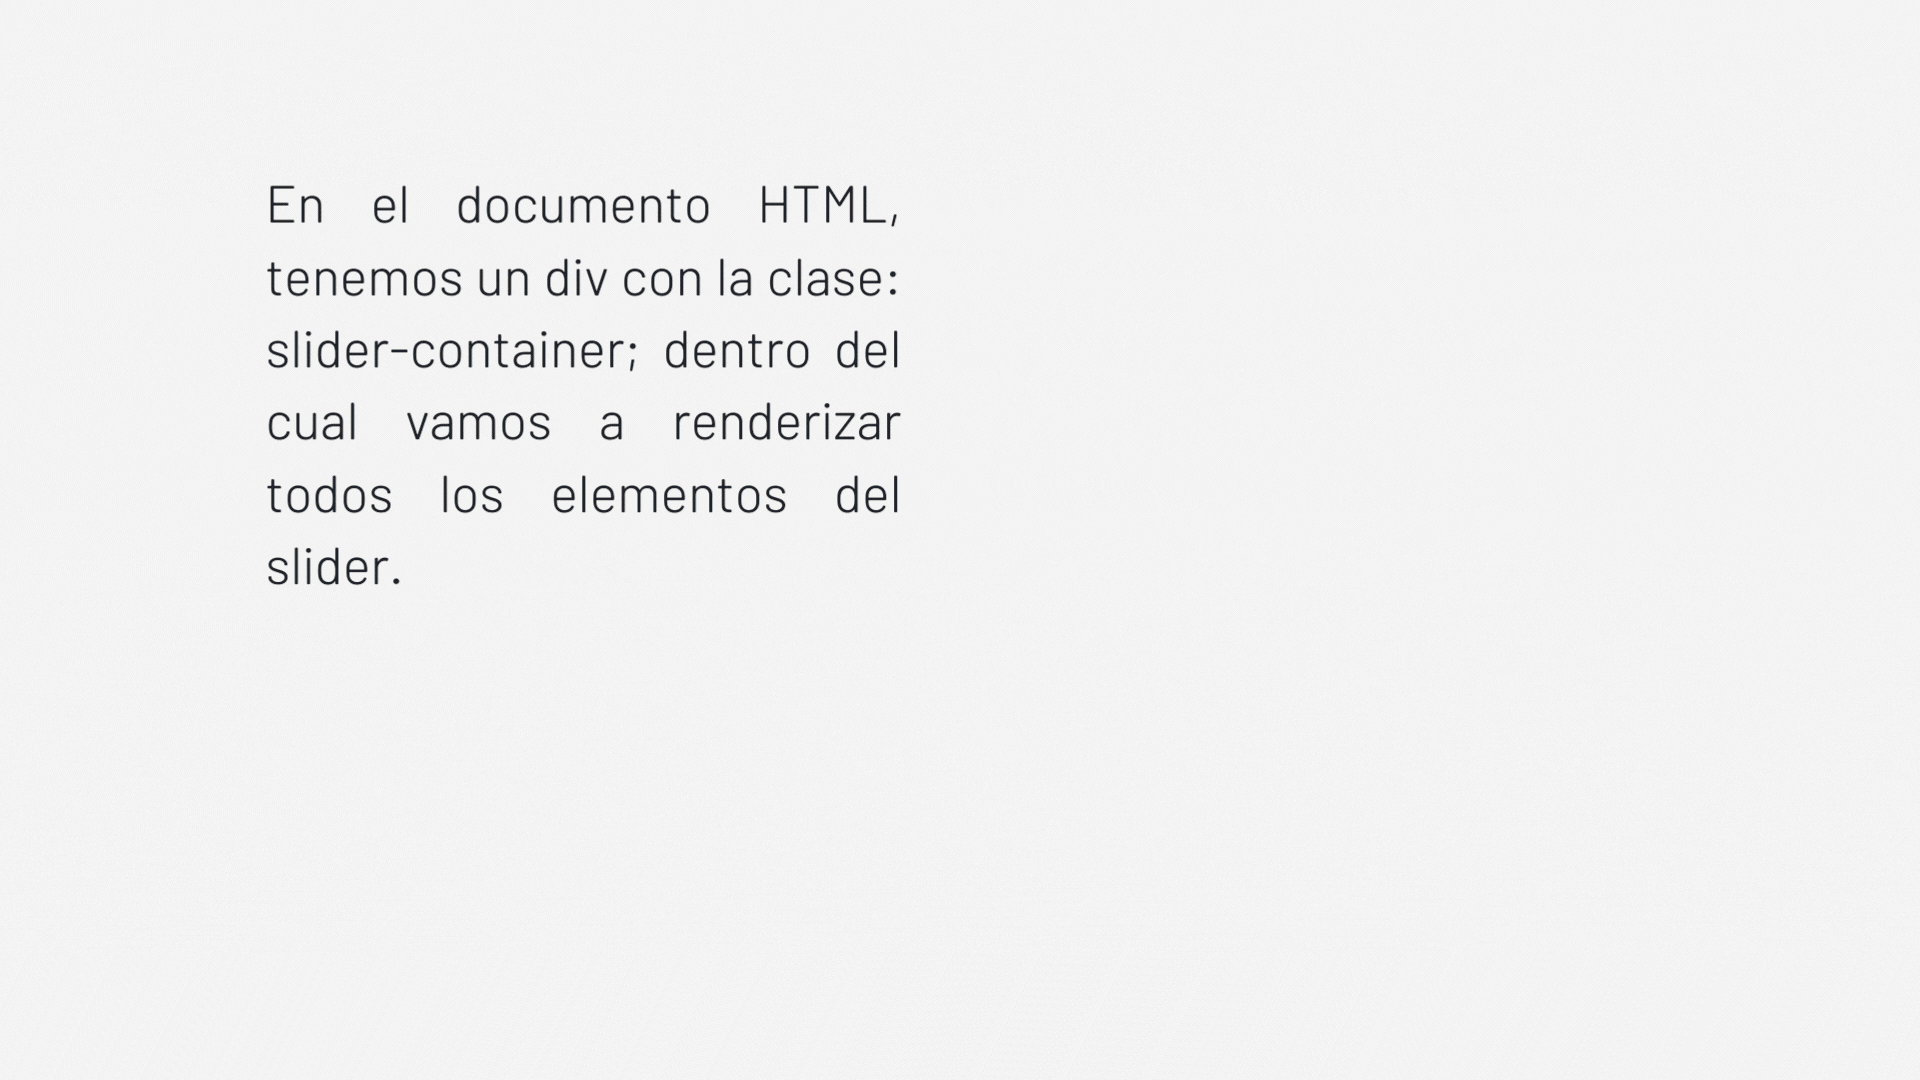 En el documento HTML,
tenemos un div con la clase:
slider-container; dentro del
cual vamos a renderizar
todos los elementos del
slider.